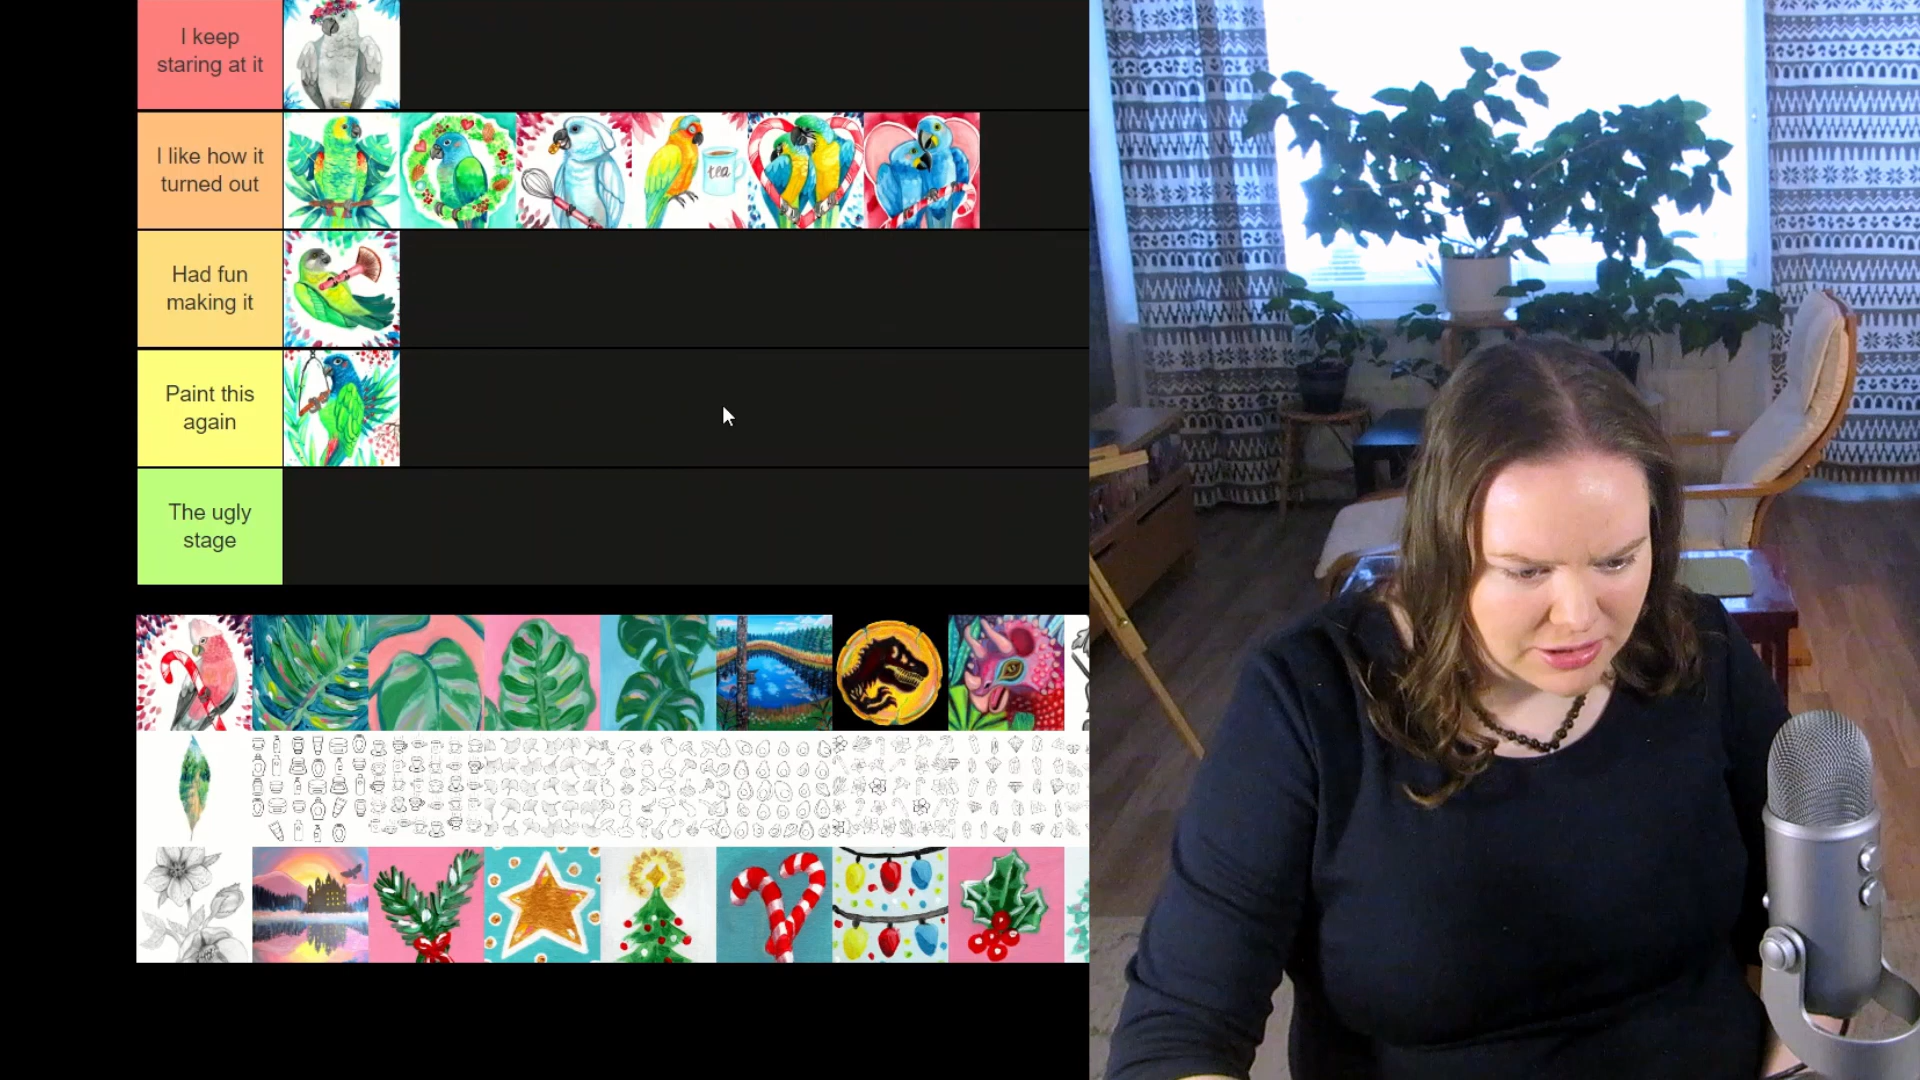 I keep
staring at it
I like how it
turned out
tea
Had fun
making it
Paint this
again
The ugly
stage